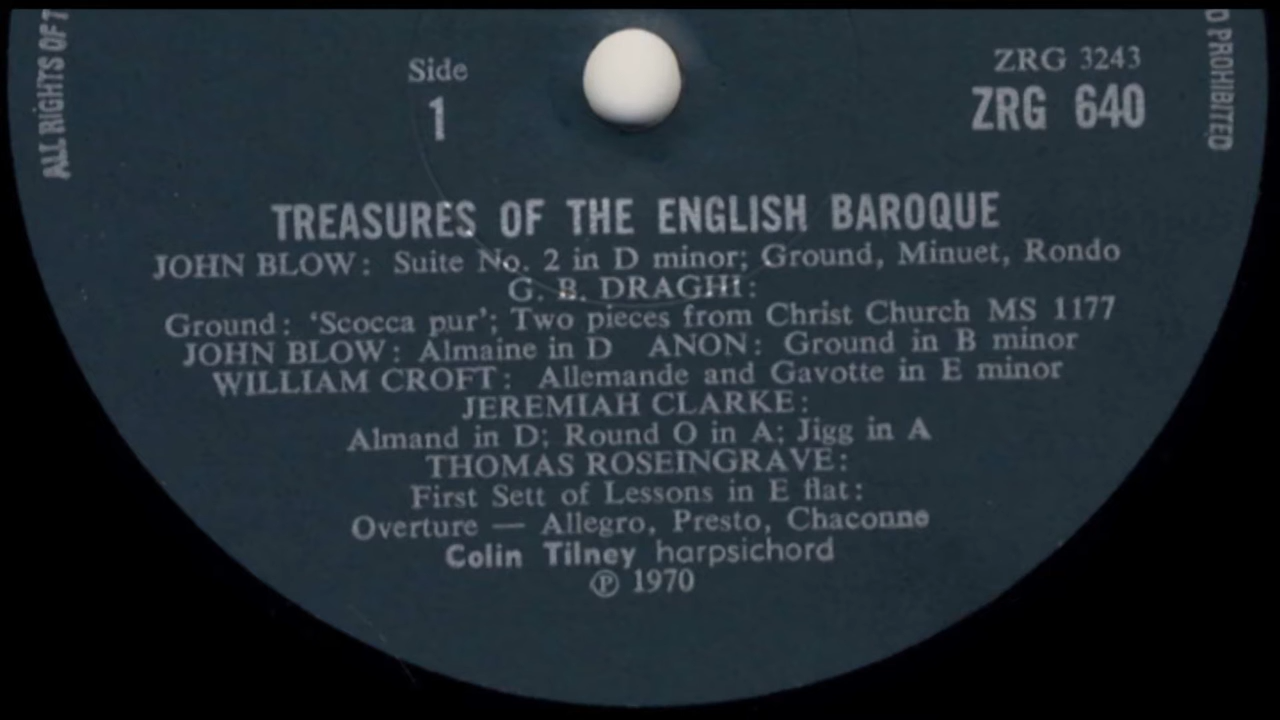 ALL RIGHTS OF T
O PROHIBITED
Side
1
ZRG 3243
ZRG 640
TREASURES OF THE ENGLISH BAROQUE
JOHN BLOW: Suite No. 2 in D minor; Ground, Minuet, Rondo
G. B. DRAGHI:
Ground: ‘Scocca pur’; Two pieces from Christ Church MS 1177
JOHN BLOW: Almaine in D ANON: Ground in B minor
WILLIAM CROFT: Allemande and Gavotte in E minor
JEREMIAH CLARKE:
Almand in D; Round O in A; Jigg in A
THOMAS ROSEINGRAVE:
First Sett of Lessons in E flat:
Overture — Allegro, Presto, Chaconne
Colin Tilney harpsichord
℗ 1970